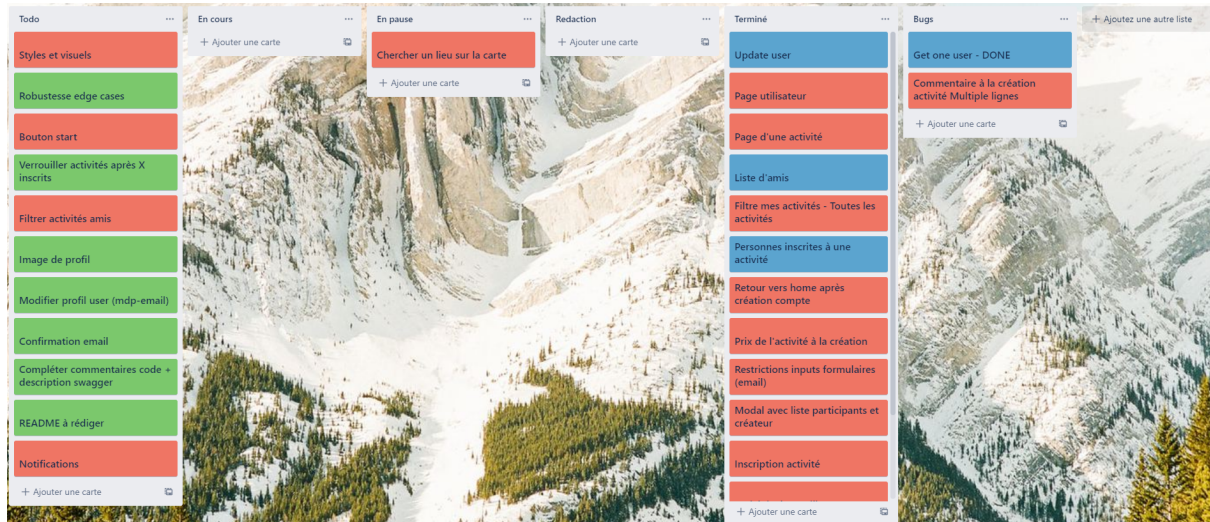 Todo
Styles et visuels
Robustesse edge cases
Bouton start
Verrouiller activités après X
inscrits
Filtrer activités amis
Image de profil
Modifier profil user (mdp-email)
Confirmation email
Compléter commentaires code +
description swagger
README à rédiger
Notifications
+ Ajouter une carte
En cours
+ Ajouter une carte
En pause
Chercher un lieu sur la carte
+ Ajouter une carte
Redaction
+ Ajouter une carte
Terminé
Update user
Page utilisateur
Page d'une activité
Liste d'amis
Filtre mes activités - Toutes les
activités
Personnes inscrites à une
activité
Retour vers home après
création compte
Prix de l'activité à la création
Restrictions inputs formulaires
(email)
Modal avec liste participants et
créateur
Inscription activité
+ Ajouter une carte
Bugs
Get one user - DONE
Commentaire à la création
activité Multiple lignes
+ Ajouter une carte
+ Ajoutez une autre liste